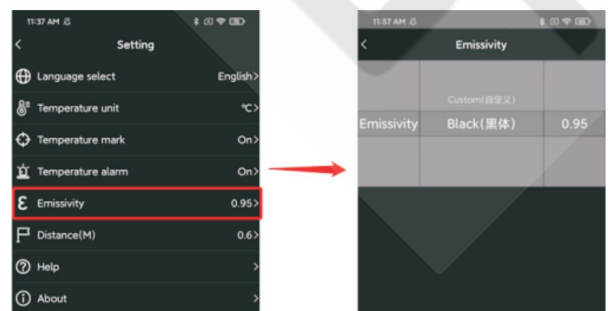 11:37 AM
Setting
Language select English>
Temperature unit ℃>
Temperature mark On>
Temperature alarm On>
ε Emissivity 0.95>
Distance(M) 0.6>
Help >
About >
11:57 AM
Emissivity
Custom(自定义)
Emissivity Black(黑体) 0.95